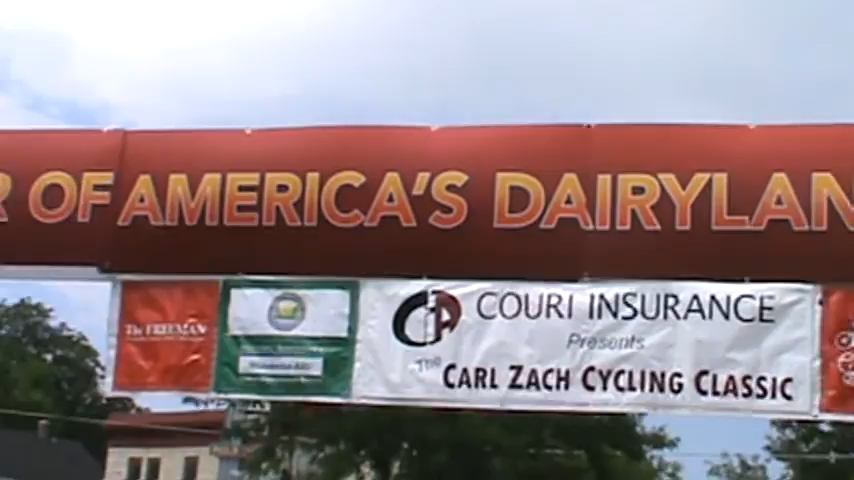 R OF AMERICA'S DAIRYLAN
The FREEMAN
COURI INSURANCE
Presents
THE
CARL ZACH CYCLING CLASSIC